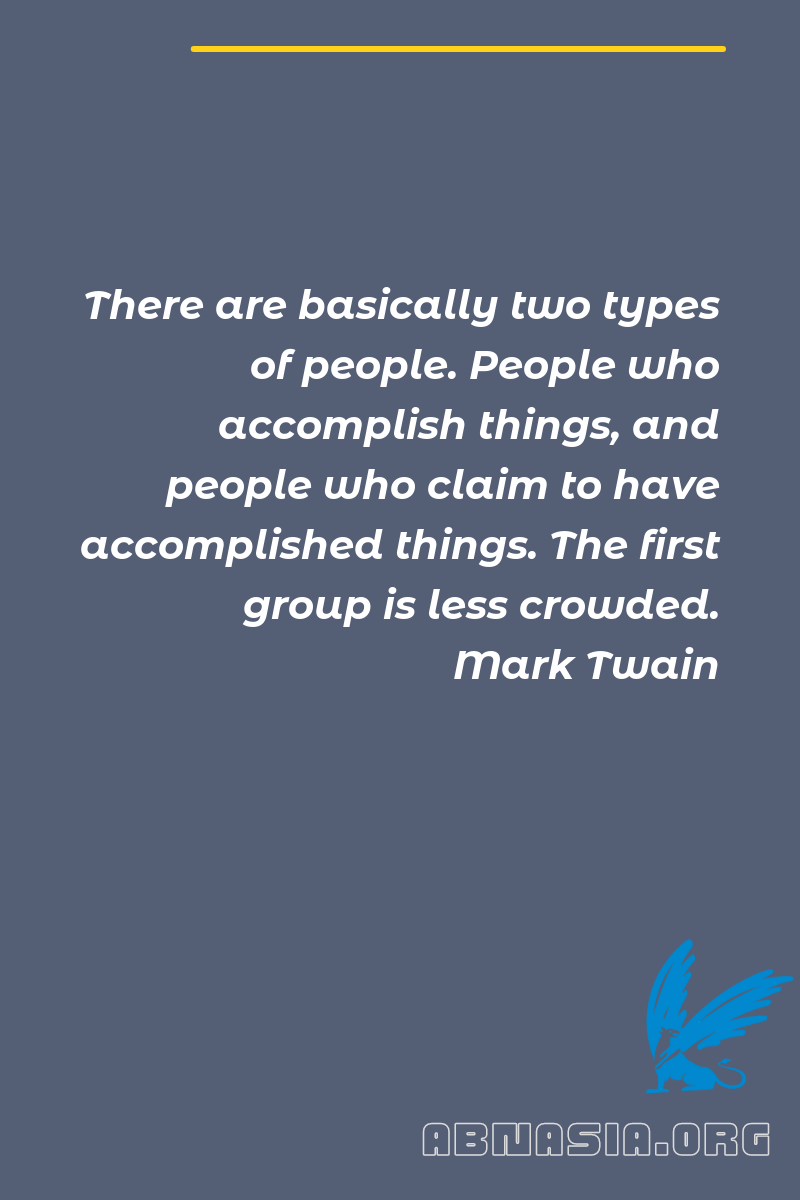 There are basically two types
of people. People who
accomplish things, and
people who claim to have
accomplished things. The first
group is less crowded.
Mark Twain
ABNASIA.ORG